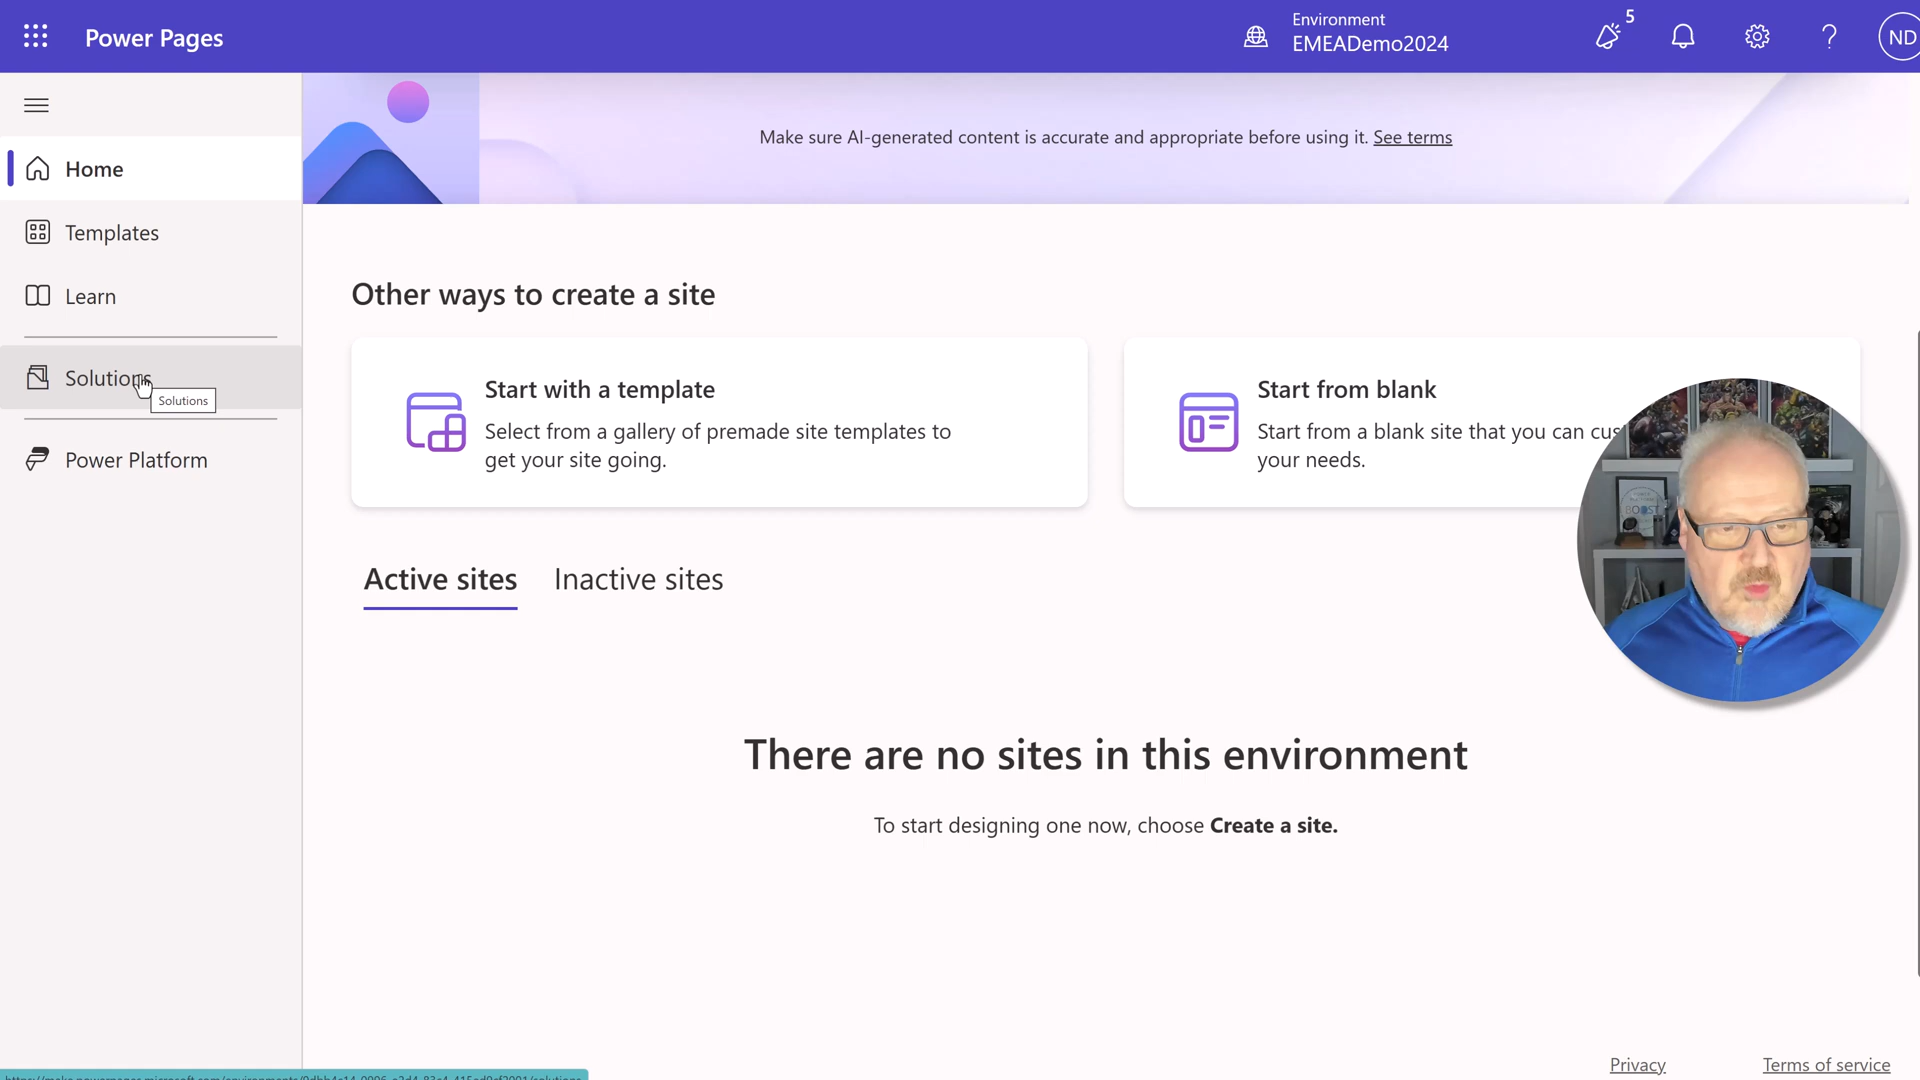 Power Pages
Environment
EMEADemo2024
5
ND
Home
Templates
Learn
Solutions
Solutions
Power Platform
Make sure AI-generated content is accurate and appropriate before using it. See terms
Other ways to create a site
Start with a template
Select from a gallery of premade site templates to
get your site going.
Start from blank
Start from a blank site that you can cus
your needs.
Active sites
Inactive sites
There are no sites in this environment
To start designing one now, choose Create a site.
Privacy
Terms of service